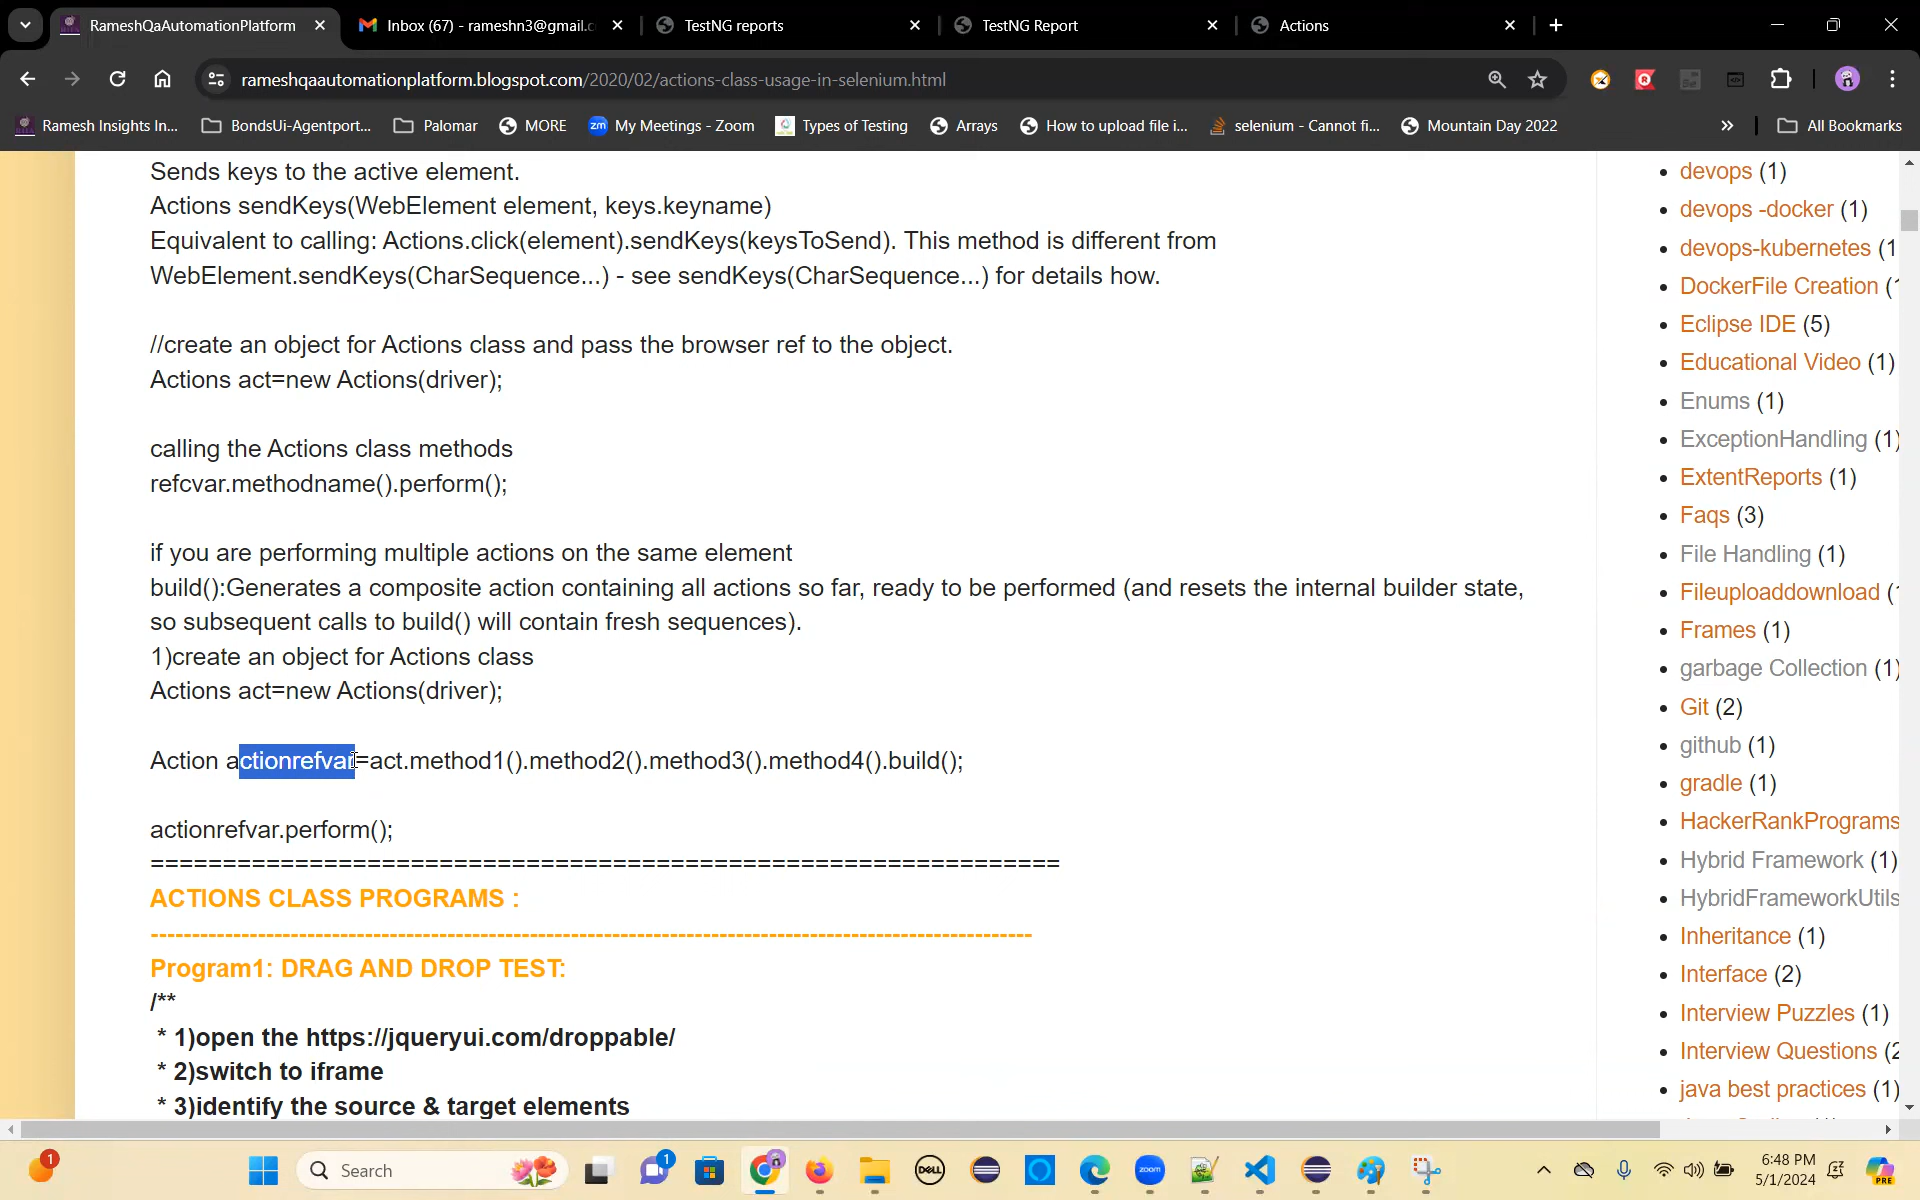 RameshQaAutomationPlatform
Inbox (67) - rameshn3@gmail.c
TestNG reports
TestNG Report
Actions
rameshqaautomationplatform.blogspot.com/2020/02/actions-class-usage-in-selenium.html
Ramesh Insights In...
BondsUi-Agentport...
Palomar
MORE
My Meetings - Zoom
Types of Testing
Arrays
How to upload file i...
selenium - Cannot fi...
Mountain Day 2022
All Bookmarks
Sends keys to the active element.
Actions sendKeys(WebElement element, keys.keyname)
Equivalent to calling: Actions.click(element).sendKeys(keysToSend). This method is different from
WebElement.sendKeys(CharSequence...) - see sendKeys(CharSequence...) for details how.
//create an object for Actions class and pass the browser ref to the object.
Actions act=new Actions(driver);
calling the Actions class methods
refcvar.methodname().perform();
if you are performing multiple actions on the same element
build():Generates a composite action containing all actions so far, ready to be performed (and resets the internal builder state,
so subsequent calls to build() will contain fresh sequences).
1)create an object for Actions class
Actions act=new Actions(driver);
Action actionrefvar=act.method1().method2().method3().method4().build();
actionrefvar.perform();
===============================================================
ACTIONS CLASS PROGRAMS :
-----------------------------------------------------------------------------------------------------------
Program1: DRAG AND DROP TEST:
/**
* 1)open the https://jqueryui.com/droppable/
* 2)switch to iframe
* 3)identify the source & target elements
devops (1)
devops -docker (1)
devops-kubernetes (1
DockerFile Creation (
Eclipse IDE (5)
Educational Video (1)
Enums (1)
ExceptionHandling (1)
ExtentReports (1)
Faqs (3)
File Handling (1)
Fileuploaddownload (
Frames (1)
garbage Collection (1)
Git (2)
github (1)
gradle (1)
HackerRankPrograms
Hybrid Framework (1)
HybridFrameworkUtils
Inheritance (1)
Interface (2)
Interview Puzzles (1)
Interview Questions (2
java best practices (1)
1
Search
1
DELL
zoom
6:48 PM
5/1/2024
PRE